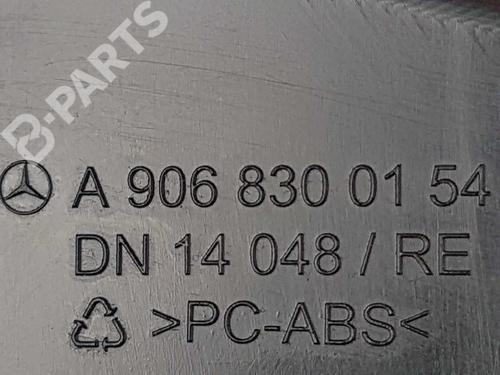 B-PARTS
A 906 830 01 54
DN 14 048 / RE
>PC-ABS<